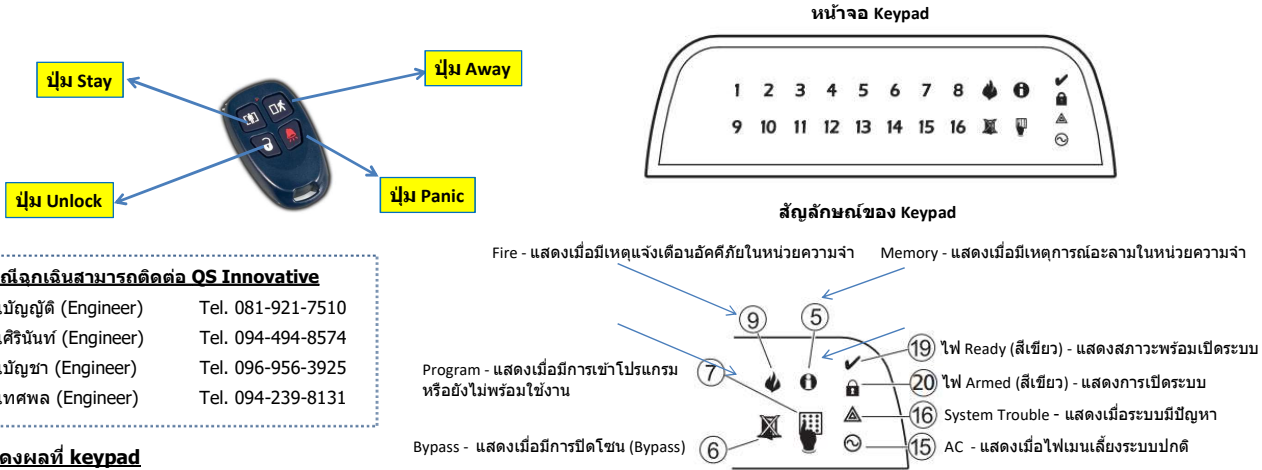 หน้าจอ Keypad
ปุ่ม Stay
ปุ่ม Away
ปุ่ม Unlock
ปุ่ม Panic
1 2 3 4 5 6 7 8
9 10 11 12 13 14 15 16
สัญลักษณ์ของ Keypad
Fire - แสดงเมื่อมีเหตุแจ้งเตือนอัคคีภัยในหน่วยความจำ
Memory - แสดงเมื่อมีเหตุการณ์อะลามในหน่วยความจำ
9 5
Program - แสดงเมื่อมีการเข้าโปรแกรม
หรือยังไม่พร้อมใช้งาน
7
Bypass - แสดงเมื่อมีการปิดโซน (Bypass)
6
19 ไฟ Ready (สีเขียว) - แสดงสภาวะพร้อมเปิดระบบ
20 ไฟ Armed (สีเขียว) - แสดงการเปิดระบบ
16 System Trouble - แสดงเมื่อระบบมีปัญหา
15 AC - แสดงเมื่อไฟเมนเลี้ยงระบบปกติ
ณีฉุกเฉินสามารถติดต่อ QS Innovative
บัญญัติ (Engineer) Tel. 081-921-7510
ศิรินันท์ (Engineer) Tel. 094-494-8574
บัญชา (Engineer) Tel. 096-956-3925
ทศพล (Engineer) Tel. 094-239-8131
ดงผลที่ keypad